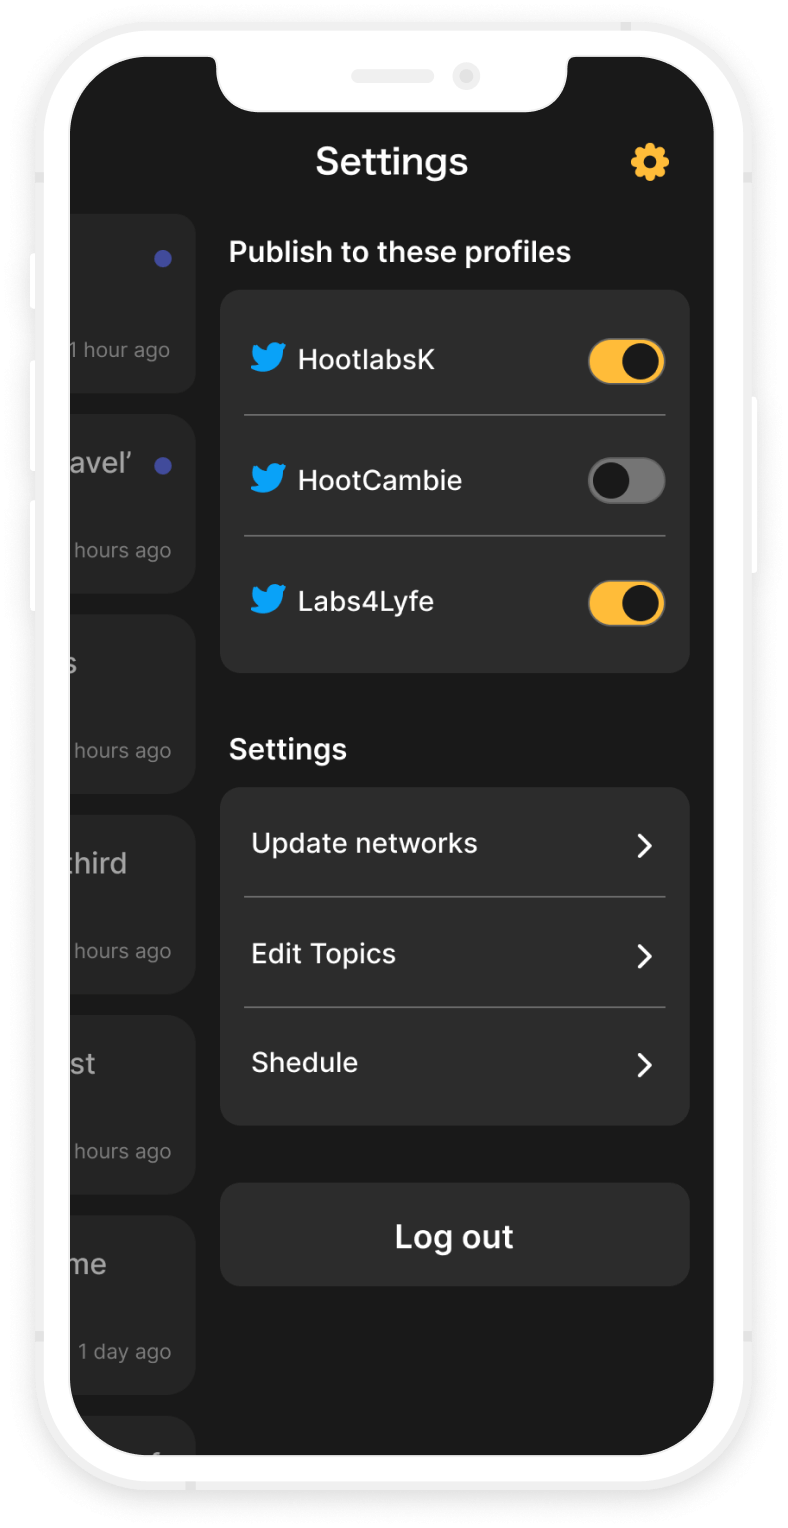 Settings
Publish to these profiles
HootlabsK
HootCambie
Labs4Lyfe
Settings
Update networks
Edit Topics
Shedule
Log out
1 hour ago
avel’
hours ago
s
hours ago
third
hours ago
st
hours ago
me
1 day ago